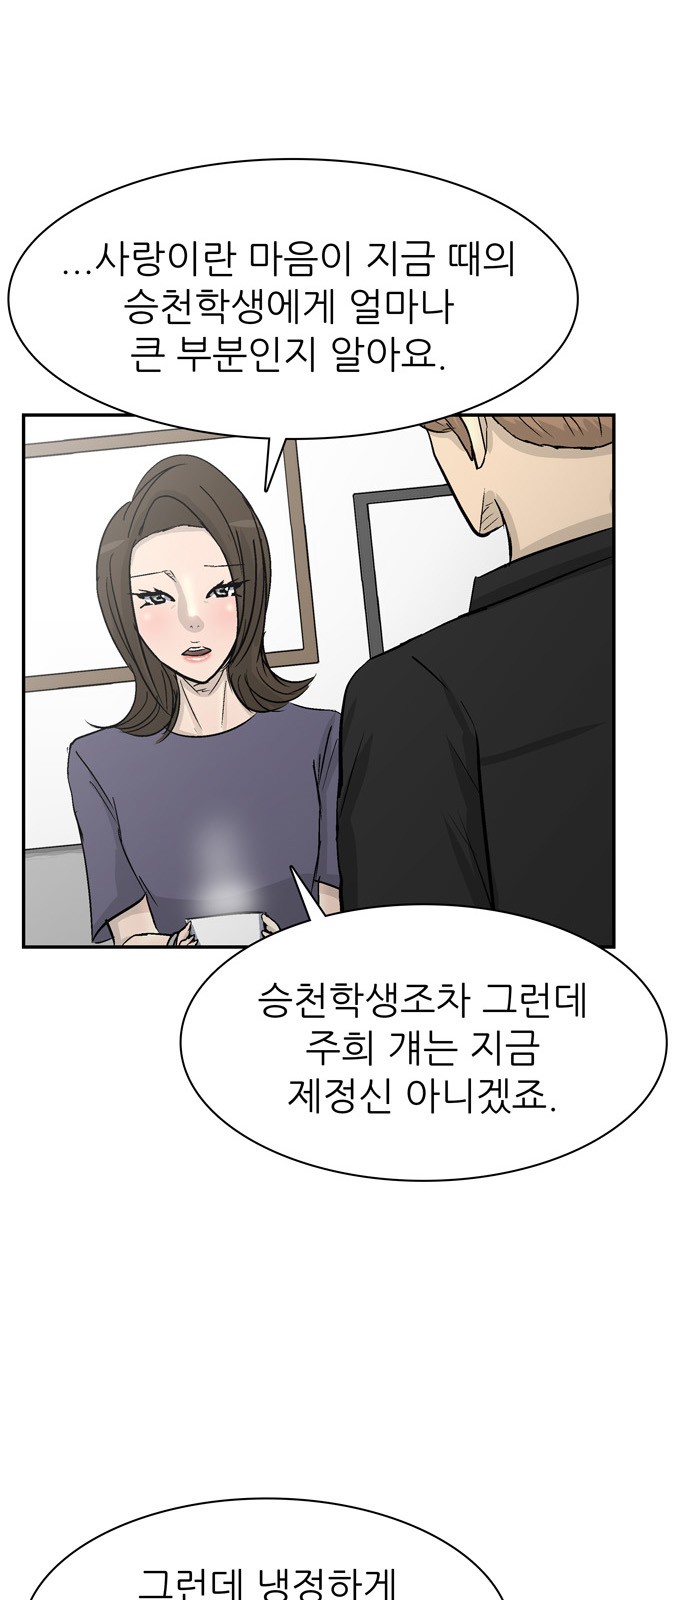 ...사랑이란 마음이 지금 때의
승천학생에게 얼마나
큰 부분인지 알아요.
승천학생조차 그런데
주희 걔는 지금
제정신 아니겠죠.
그런데 냉정하게